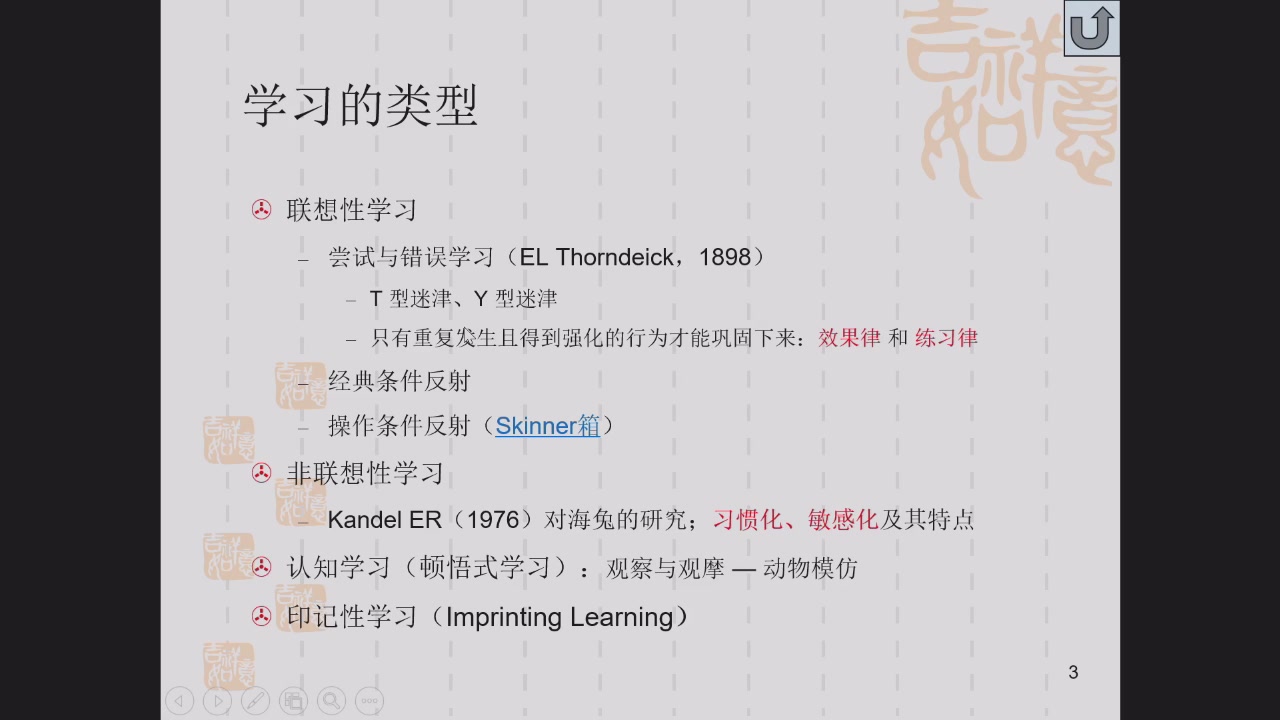 学习的类型
联想性学习
– 尝试与错误学习（EL Thorndeick，1898）
– T 型迷津、Y 型迷津
– 只有重复发生且得到强化的行为才能巩固下来：效果律 和 练习律
– 经典条件反射
– 操作条件反射（Skinner箱）
非联想性学习
– Kandel ER（1976）对海兔的研究；习惯化、敏感化及其特点
认知学习（顿悟式学习）：观察与观摩 — 动物模仿
印记性学习（Imprinting Learning）
3
吉祥如意